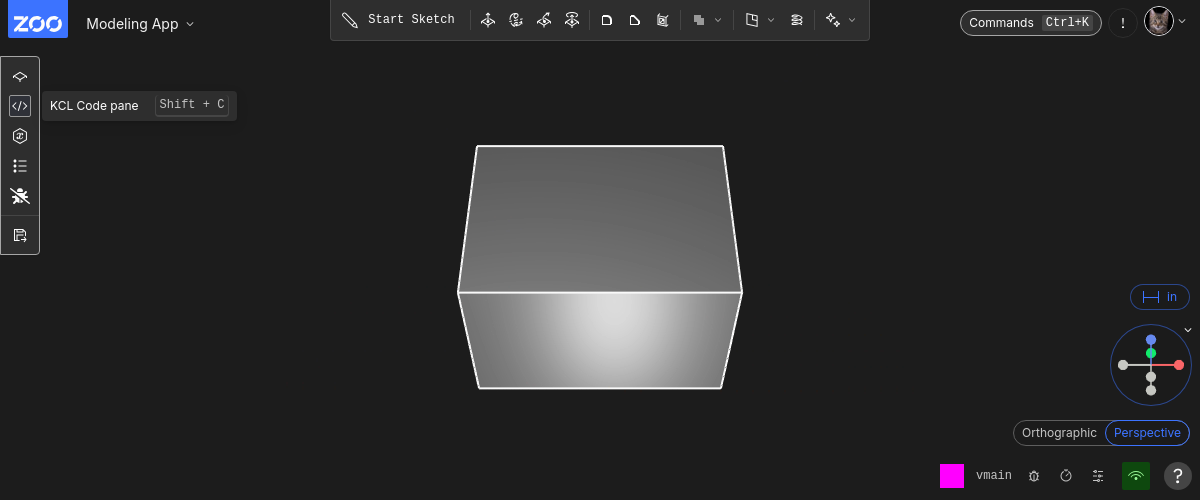 ZOO
Modeling App
Start Sketch
Commands Ctrl+K
!
KCL Code pane Shift + C
in
Orthographic Perspective
vmain
?